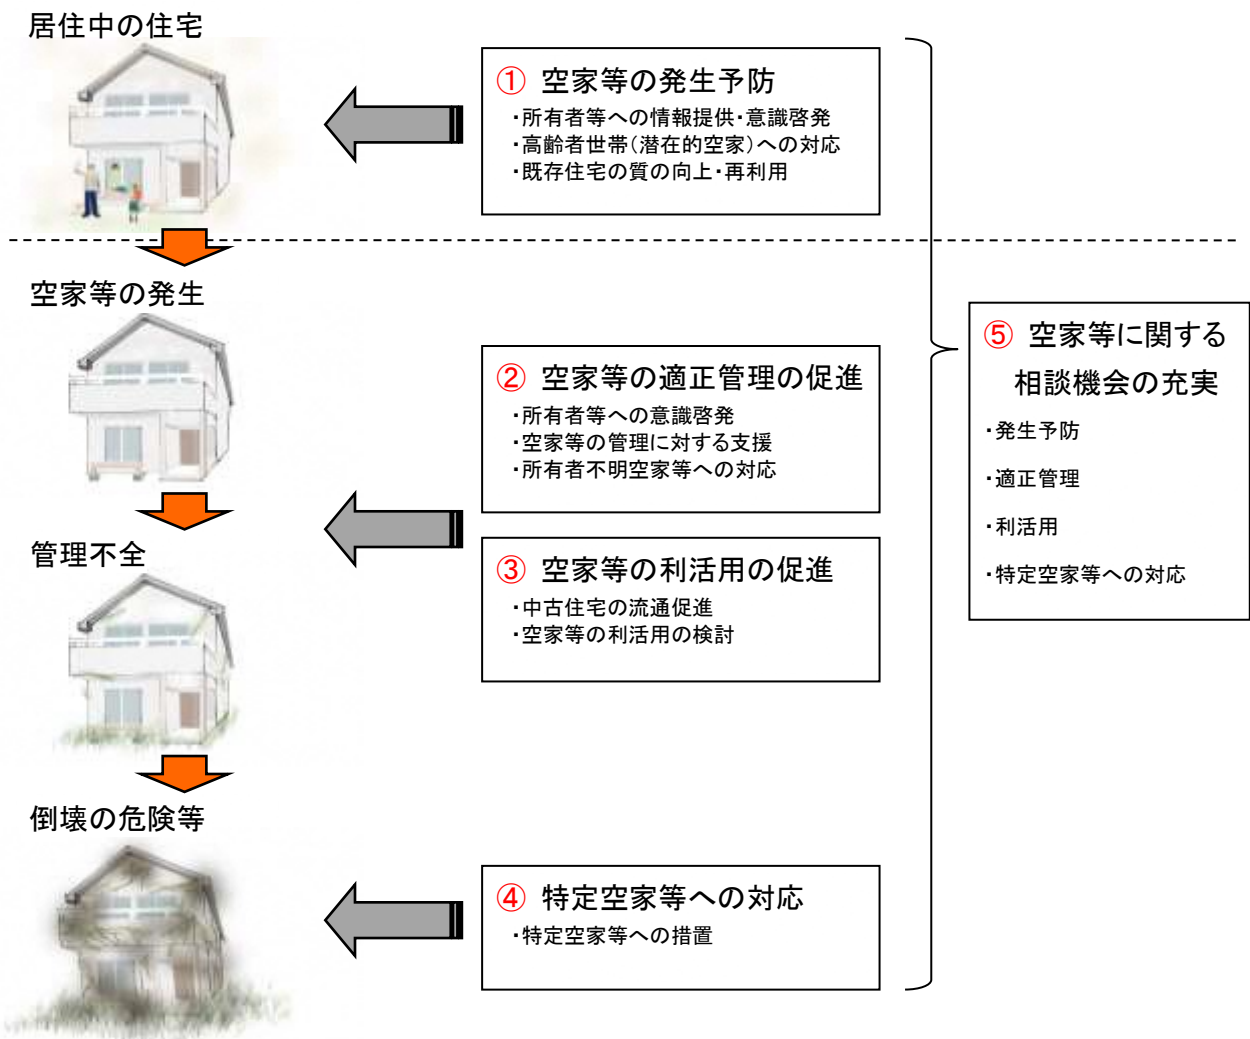 居住中の住宅
① 空家等の発生予防
・所有者等への情報提供・意識啓発
・高齢者世帯(潜在的空家)への対応
・既存住宅の質の向上・再利用
空家等の発生
② 空家等の適正管理の促進
・所有者等への意識啓発
・空家等の管理に対する支援
・所有者不明空家等への対応
管理不全
③ 空家等の利活用の促進
・中古住宅の流通促進
・空家等の利活用の検討
倒壊の危険等
④ 特定空家等への対応
・特定空家等への措置
⑤ 空家等に関する
相談機会の充実
・発生予防
・適正管理
・利活用
・特定空家等への対応